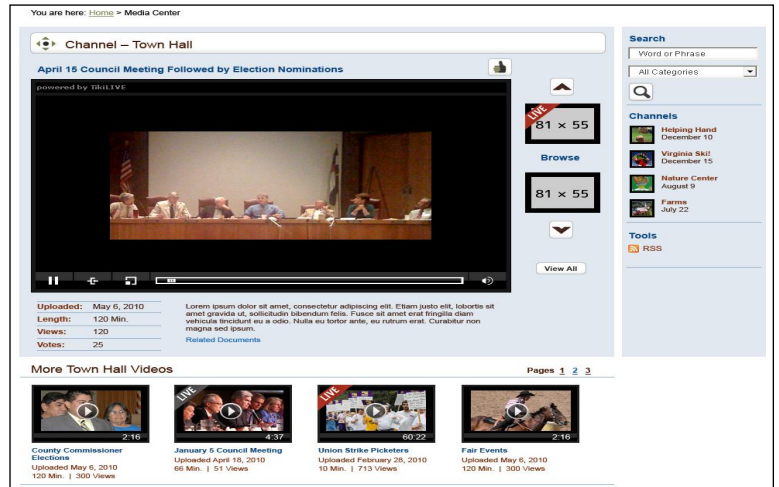 You are here: Home > Media Center
Channel – Town Hall
April 15 Council Meeting Followed by Election Nominations
powered by TikiLIVE
LIVE
81 × 55
Browse
81 × 55
View All
Uploaded: May 6, 2010
Length: 120 Min.
Views: 120
Votes: 25
Lorem ipsum dolor sit amet, consectetur adipiscing elit. Etiam justo elit, lobortis sit
amet gravida ut, sollicitudin bibendum felis. Fusce sit amet erat fringilla diam
vehicula tincidunt eu a odio. Nulla eu tortor ante, eu rutrum erat. Curabitur non
magna sed ipsum.
Related Documents
Search
Word or Phrase
All Categories
Channels
Helping Hand
December 10
Virginia Ski!
December 15
Nature Center
August 9
Farms
July 22
Tools
RSS
More Town Hall Videos
Pages 1 2 3
2:16
County Commissioner
Elections
Uploaded May 6, 2010
120 Min. | 300 Views
LIVE
4:37
January 5 Council Meeting
Uploaded April 18, 2010
66 Min. | 51 Views
LIVE
60:22
Union Strike Picketers
Uploaded February 28, 2010
10 Min. | 713 Views
2:16
Fair Events
Uploaded May 6, 2010
120 Min. | 300 Views